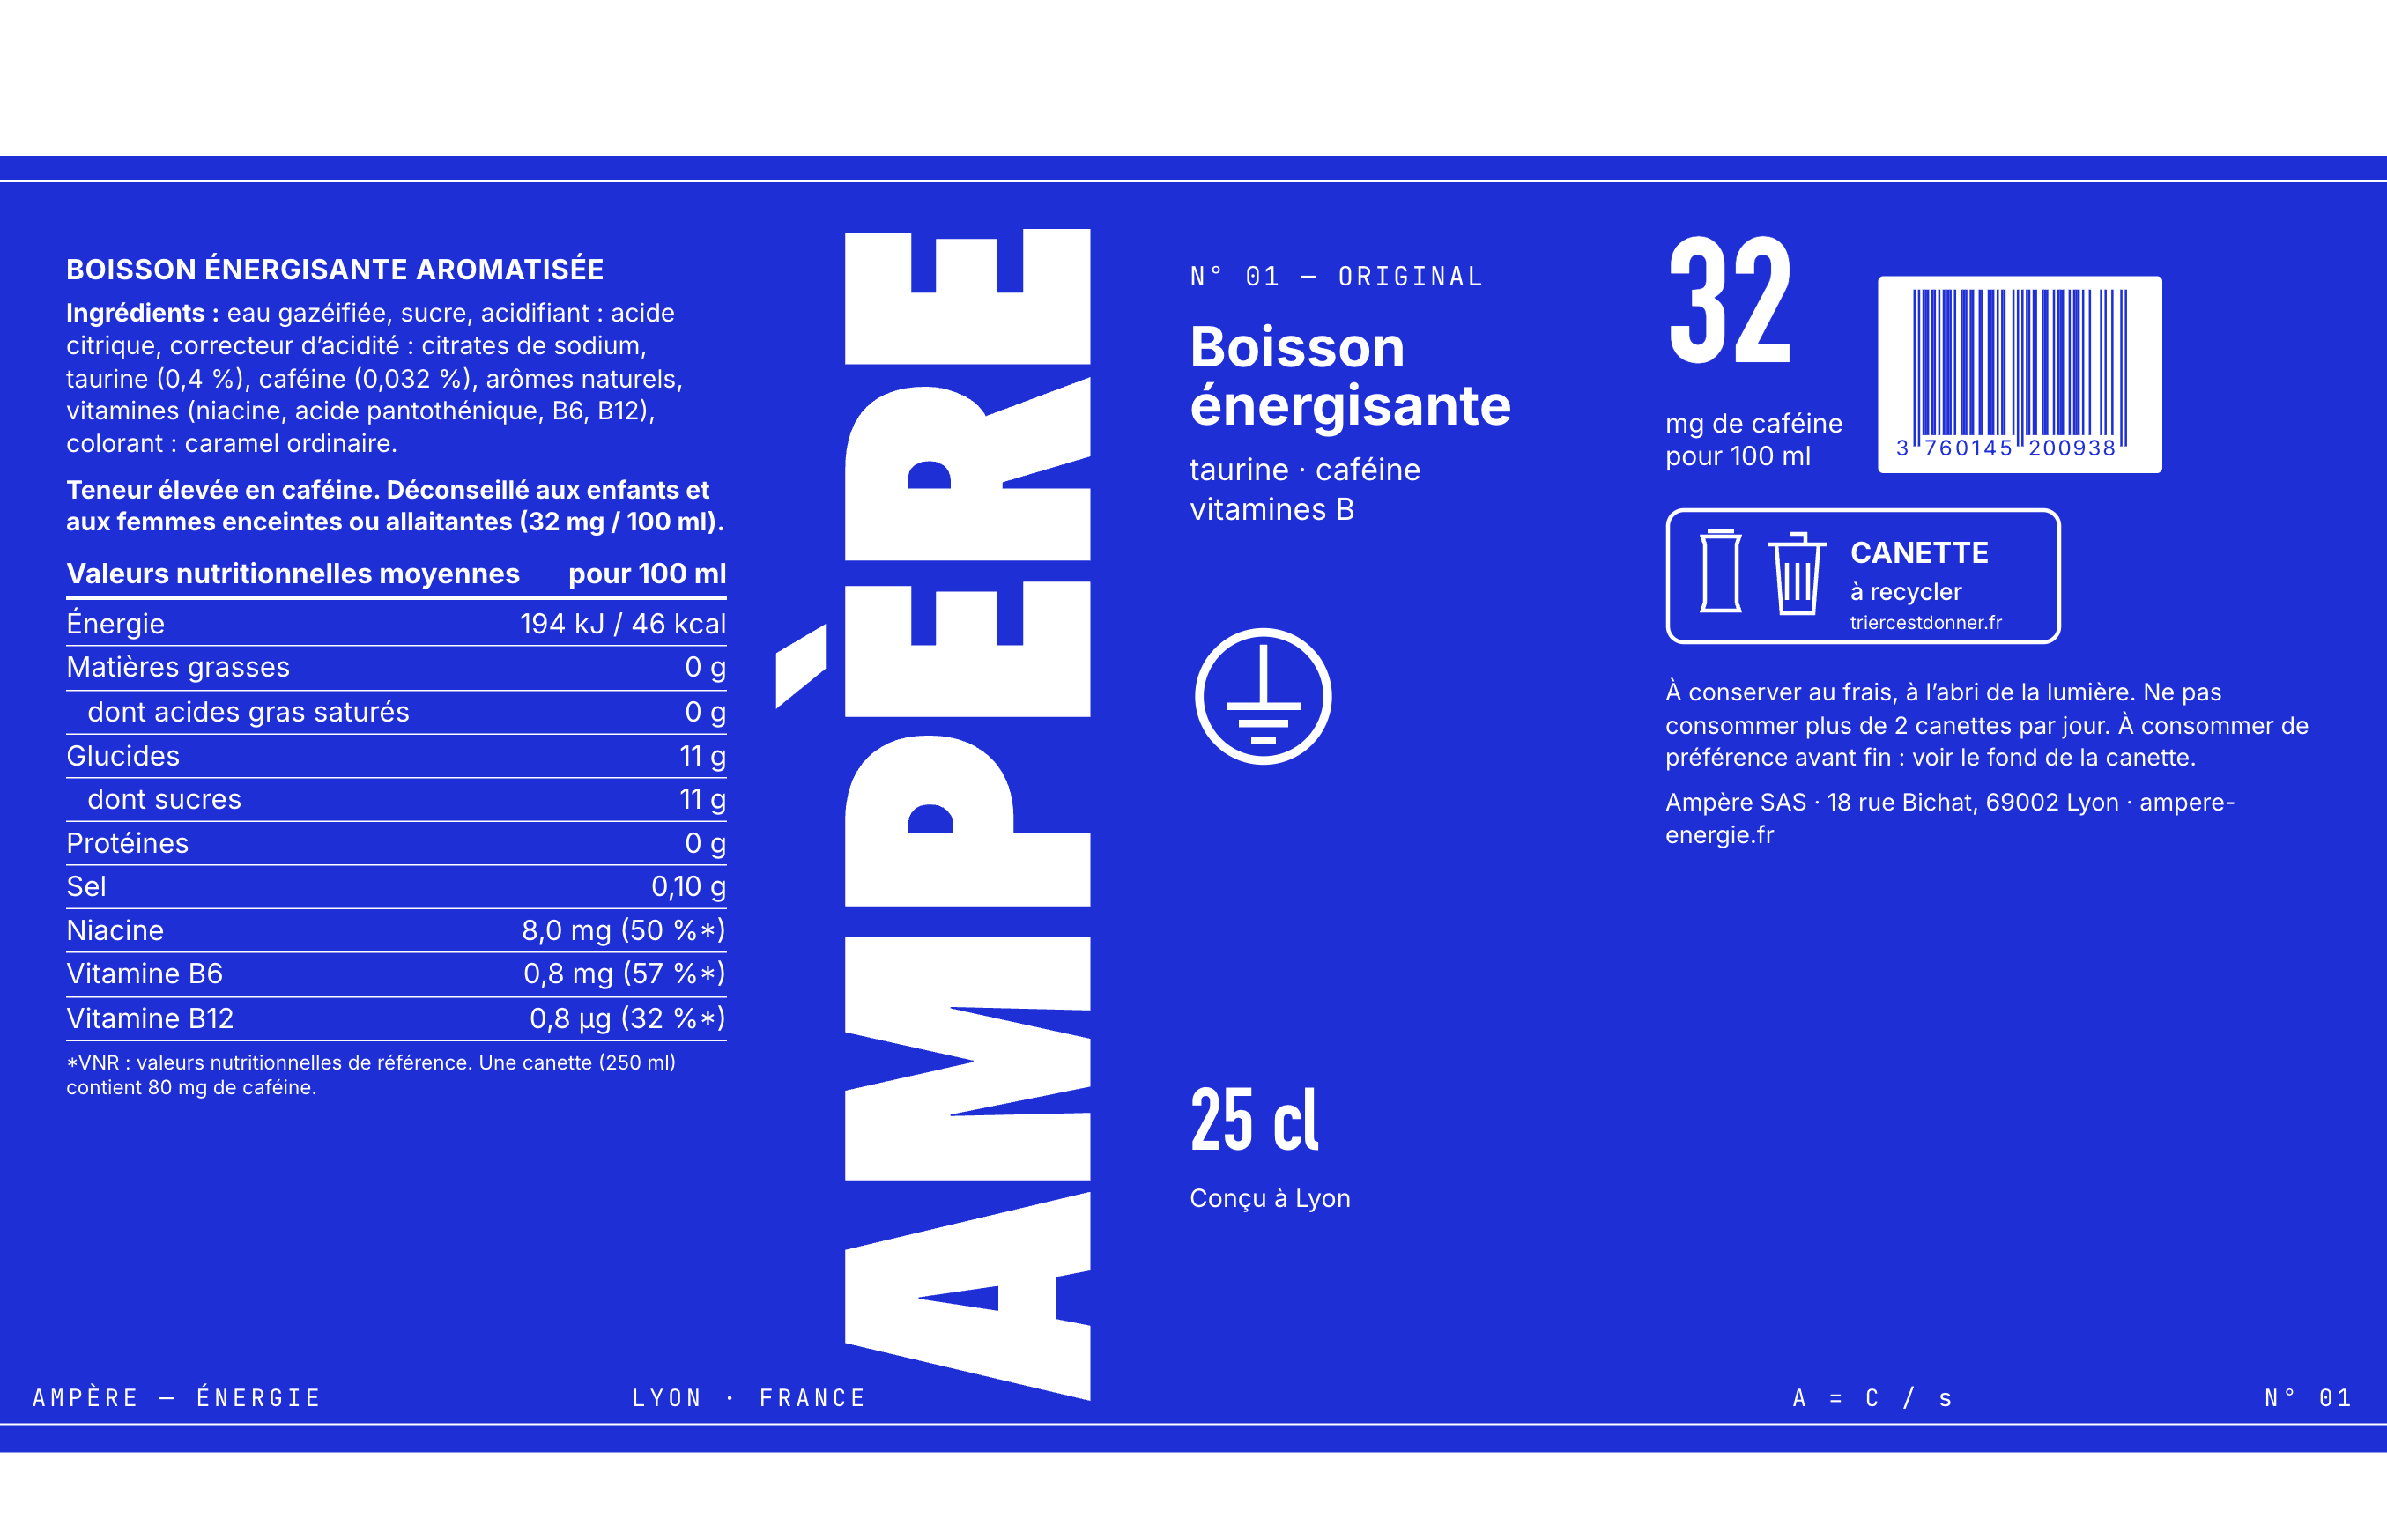 BOISSON ÉNERGISANTE AROMATISÉE
Ingrédients : eau gazéifiée, sucre, acidifiant : acide
citrique, correcteur d’acidité : citrates de sodium,
taurine (0,4 %), caféine (0,032 %), arômes naturels,
vitamines (niacine, acide pantothénique, B6, B12),
colorant : caramel ordinaire.
Teneur élevée en caféine. Déconseillé aux enfants et
aux femmes enceintes ou allaitantes (32 mg / 100 ml).
Valeurs nutritionnelles moyennes pour 100 ml
Énergie 194 kJ / 46 kcal
Matières grasses 0 g
dont acides gras saturés 0 g
Glucides 11 g
dont sucres 11 g
Protéines 0 g
Sel 0,10 g
Niacine 8,0 mg (50 %*)
Vitamine B6 0,8 mg (57 %*)
Vitamine B12 0,8 µg (32 %*)
*VNR : valeurs nutritionnelles de référence. Une canette (250 ml)
contient 80 mg de caféine.
AMPÈRE
N° 01 — ORIGINAL
Boisson
énergisante
taurine · caféine
vitamines B
25 cl
Conçu à Lyon
32
mg de caféine
pour 100 ml
3 760145 200938
CANETTE
à recycler
triercestdonner.fr
À conserver au frais, à l’abri de la lumière. Ne pas
consommer plus de 2 canettes par jour. À consommer de
préférence avant fin : voir le fond de la canette.
Ampère SAS · 18 rue Bichat, 69002 Lyon · ampere-
energie.fr
AMPÈRE — ÉNERGIE
LYON · FRANCE
A = C / s
N° 01